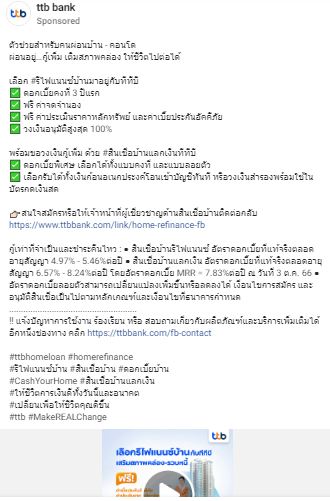 ttb
ttb bank
Sponsored
ตัวช่วยสำหรับคนผ่อนบ้าน - คอนโด
ผ่อนอยู่...กู้เพิ่ม เติมสภาพคล่อง ให้ชีวิตไปต่อได้
เลือก #รีไฟแนนซ์บ้านมาอยู่กับทีทีบี
✅ ดอกเบี้ยคงที่ 3 ปีแรก
✅ ฟรี ค่าจดจำนอง
✅ ฟรี ค่าประเมินราคาหลักทรัพย์ และค่าเบี้ยประกันอัคคีภัย
✅ วงเงินอนุมัติสูงสุด 100%
พร้อมขอวงเงินกู้เพิ่ม ด้วย #สินเชื่อบ้านแลกเงินทีทีบี
✅ ดอกเบี้ยพิเศษ เลือกได้ทั้งแบบคงที่ และแบบลอยตัว
✅ เลือกรับได้ทั้งเงินก้อนอเนกประสงค์โอนเข้าบัญชีทันที หรือวงเงินสำรองพร้อมใช้ใน
บัตรกดเงินสด
👉 สนใจสมัครหรือให้เจ้าหน้าที่ผู้เชี่ยวชาญด้านสินเชื่อบ้านติดต่อกลับ
https://www.ttbbank.com/link/home-refinance-fb
กู้เท่าที่จำเป็นและชำระคืนไหว : ● สินเชื่อบ้านรีไฟแนนซ์ อัตราดอกเบี้ยที่แท้จริงตลอด
อายุสัญญา 4.97% - 5.46%ต่อปี ● สินเชื่อบ้านแลกเงิน อัตราดอกเบี้ยที่แท้จริงตลอดอายุ
สัญญา 6.57% - 8.24%ต่อปี โดยอัตราดอกเบี้ย MRR = 7.83%ต่อปี ณ วันที่ 3 ต.ค. 66 ●
อัตราดอกเบี้ยลอยตัวสามารถเปลี่ยนแปลงเพิ่มขึ้นหรือลดลงได้ เงื่อนไขการสมัคร และ
อนุมัติสินเชื่อเป็นไปตามหลักเกณฑ์และเงื่อนไขที่ธนาคารกำหนด
................................................
!! แจ้งปัญหาการใช้งาน ร้องเรียน หรือ สอบถามเกี่ยวกับผลิตภัณฑ์และบริการเพิ่มเติมได้
อีกหนึ่งช่องทาง คลิก https://ttbbank.com/fb-contact
#ttbhomeloan #homerefinance
#รีไฟแนนซ์บ้าน #สินเชื่อบ้าน #ดอกเบี้ยบ้าน
#CashYourHome #สินเชื่อบ้านแลกเงิน
#ให้ชีวิตการเงินดีทั้งวันนี้และอนาคต
#เปลี่ยนเพื่อให้ชีวิตคุณดีขึ้น
#ttb #MakeREALChange
ttb
เลือกรีไฟแนนซ์บ้านกับทีทีบี
เสริมสภาพคล่อง-รวบหนี้
ฟรี!